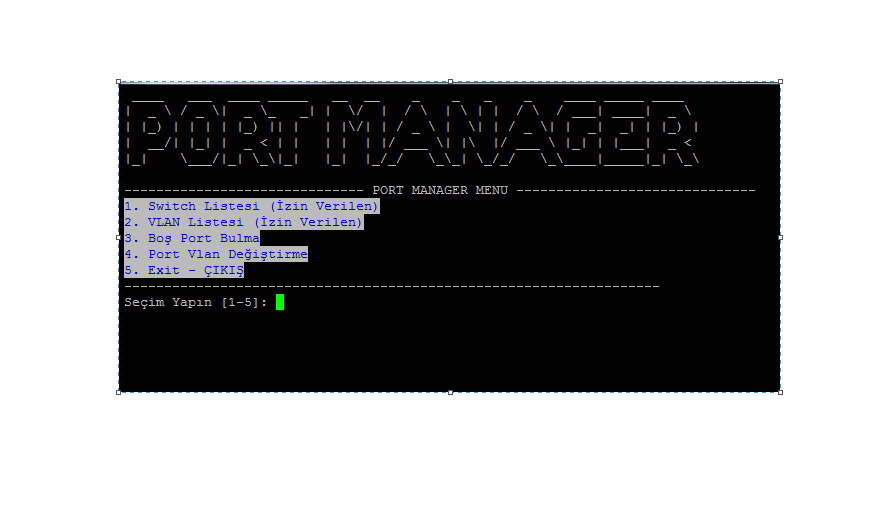 PORT MANAGER
---------------------------- PORT MANAGER MENU ------------------------------
1. Switch Listesi (İzin Verilen)
2. VLAN Listesi (İzin Verilen)
3. Boş Port Bulma
4. Port Vlan Değiştirme
5. Exit - ÇIKIŞ
-------------------------------------------------------------------
Seçim Yapın [1-5]: